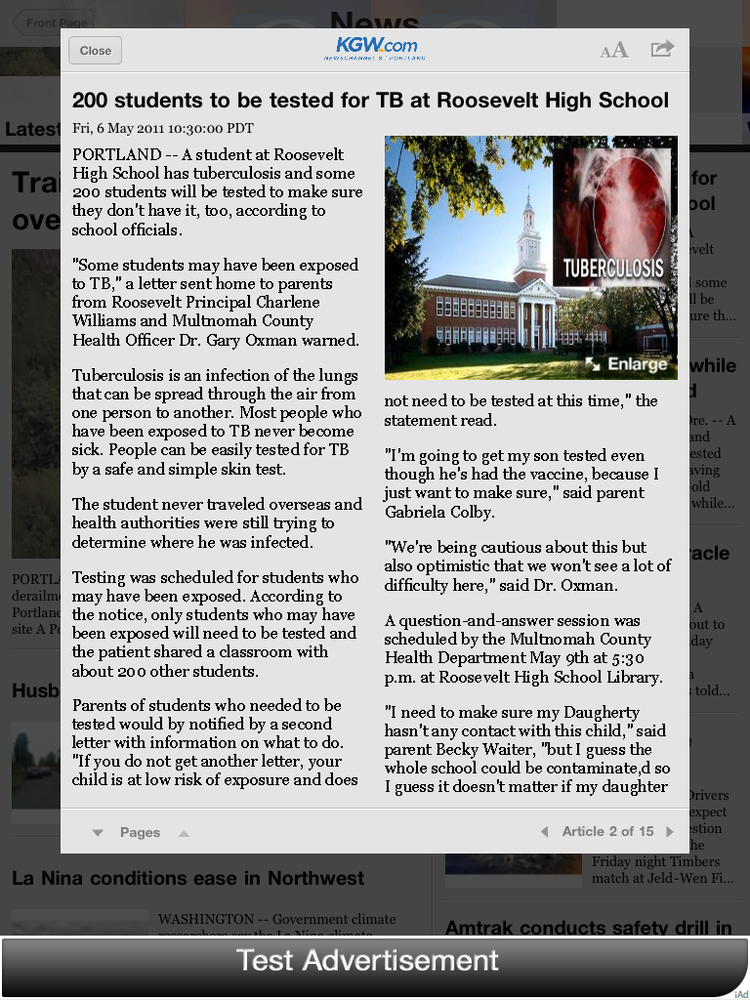 Front Page
News
Close
KGW.com
NEWSCHANNEL 8 PORTLAND
AA
200 students to be tested for TB at Roosevelt High School
Fri, 6 May 2011 10:30:00 PDT
PORTLAND -- A student at Roosevelt
High School has tuberculosis and some
200 students will be tested to make sure
they don't have it, too, according to
school officials.
"Some students may have been exposed
to TB," a letter sent home to parents
from Roosevelt Principal Charlene
Williams and Multnomah County
Health Officer Dr. Gary Oxman warned.
Tuberculosis is an infection of the lungs
that can be spread through the air from
one person to another. Most people who
have been exposed to TB never become
sick. People can be easily tested for TB
by a safe and simple skin test.
The student never traveled overseas and
health authorities were still trying to
determine where he was infected.
Testing was scheduled for students who
may have been exposed. According to
the notice, only students who may have
been exposed will need to be tested and
the patient shared a classroom with
about 200 other students.
Parents of students who needed to be
tested would by notified by a second
letter with information on what to do.
"If you do not get another letter, your
child is at low risk of exposure and does
TUBERCULOSIS
Enlarge
not need to be tested at this time," the
statement read.
"I'm going to get my son tested even
though he's had the vaccine, because I
just want to make sure," said parent
Gabriela Colby.
"We're being cautious about this but
also optimistic that we won't see a lot of
difficulty here," said Dr. Oxman.
A question-and-answer session was
scheduled by the Multnomah County
Health Department May 9th at 5:30
p.m. at Roosevelt High School Library.
"I need to make sure my Daugherty
hasn't any contact with this child," said
parent Becky Waiter, "but I guess the
whole school could be contaminate,d so
I guess it doesn't matter if my daughter
Pages
Article 2 of 15
Latest
Trai
ove
PORTLA
derailme
Portland
site A Po
Husb
La Nina conditions ease in Northwest
WASHINGTON -- Government climate
for
ool
A
evelt
some
ll be
ure th...
while
d
Ore. -- A
and
ested
aving
old
while...
racle
A
out to
day
a
s told...
e
Drivers
expect
estion
the
Friday night Timbers
match at Jeld-Wen Fi...
Amtrak conducts safety drill in
Test Advertisement
iAd